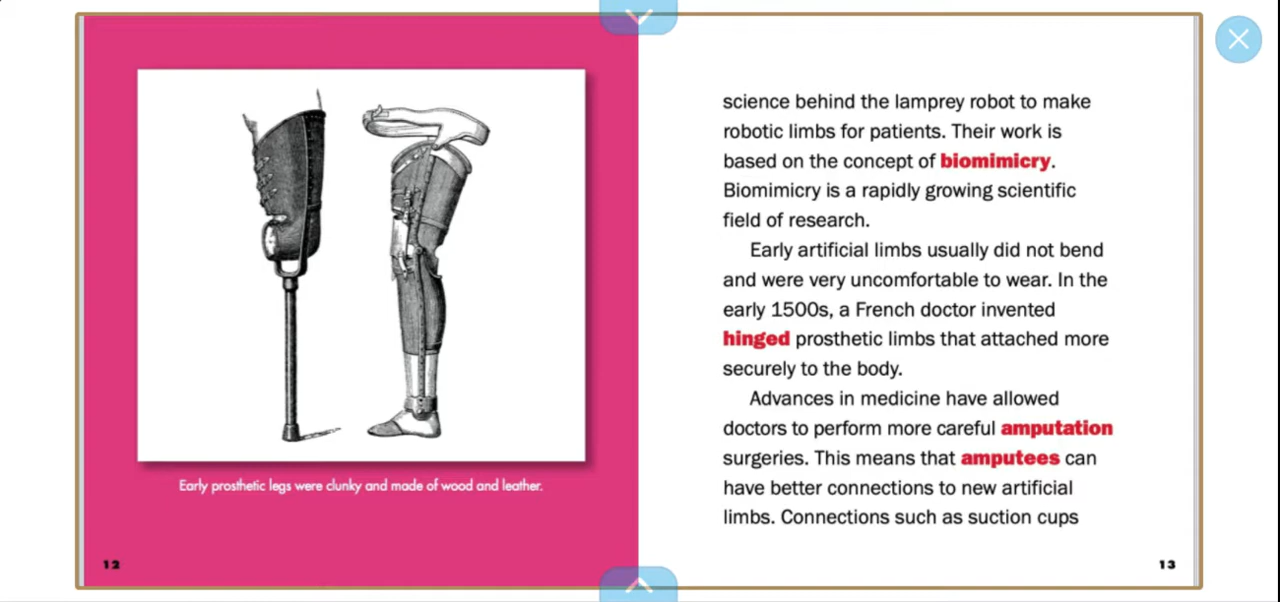 Early prosthetic legs were clunky and made of wood and leather.
12
science behind the lamprey robot to make
robotic limbs for patients. Their work is
based on the concept of biomimicry.
Biomimicry is a rapidly growing scientific
field of research.
Early artificial limbs usually did not bend
and were very uncomfortable to wear. In the
early 1500s, a French doctor invented
hinged prosthetic limbs that attached more
securely to the body.
Advances in medicine have allowed
doctors to perform more careful amputation
surgeries. This means that amputees can
have better connections to new artificial
limbs. Connections such as suction cups
13